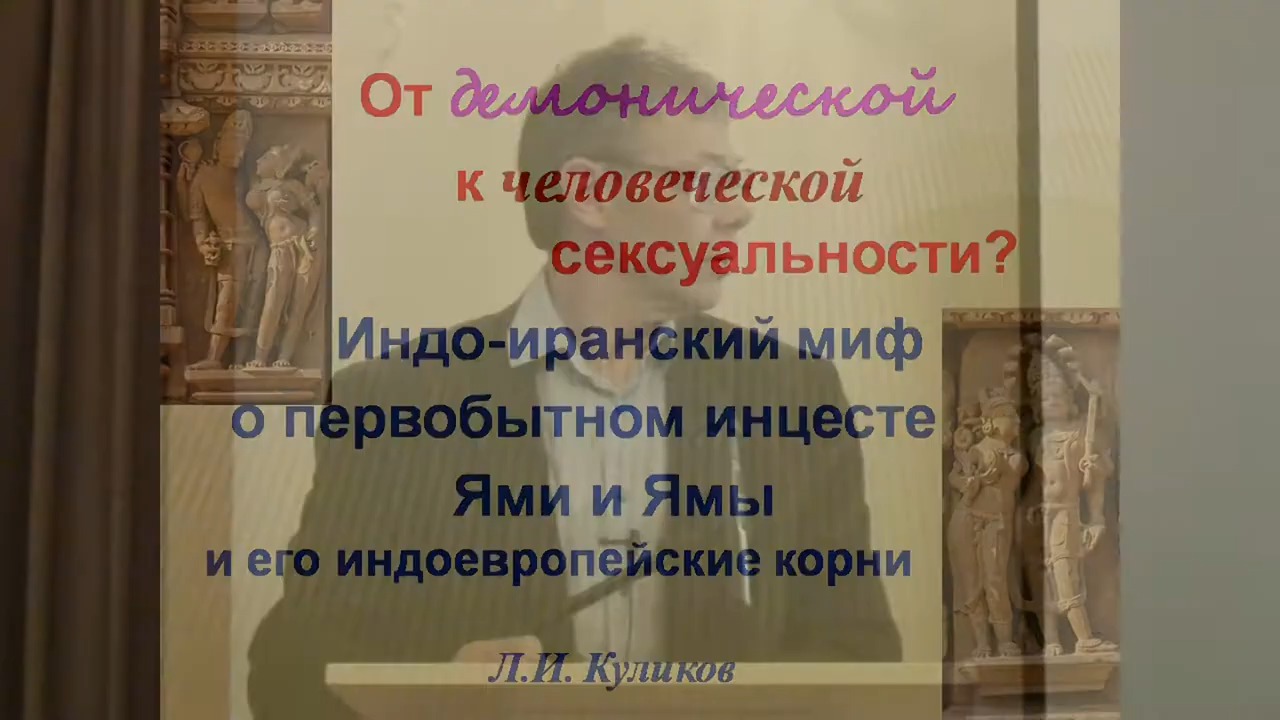 От демонической
к человеческой
сексуальности?
Индо-иранский миф
о первобытном инцесте
Ями и Ямы
и его индоевропейские корни
Л.И. Куликов